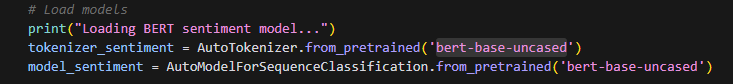 # Load models
print("Loading BERT sentiment model...")
tokenizer_sentiment = AutoTokenizer.from_pretrained('bert-base-uncased')
model_sentiment = AutoModelForSequenceClassification.from_pretrained('bert-base-uncased')